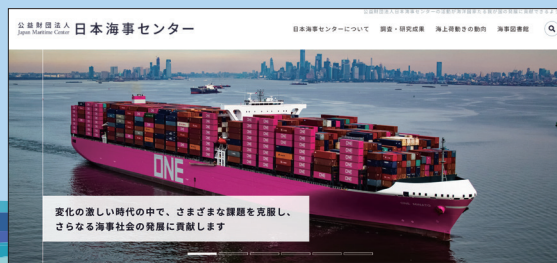 公益財団法人
Japan Maritime Center
日本海事センター
日本海事センターについて 調査・研究成果 海上荷動きの動向 海事図書館
ONE
変化の激しい時代の中で、さまざまな課題を克服し、
さらなる海事社会の発展に貢献します